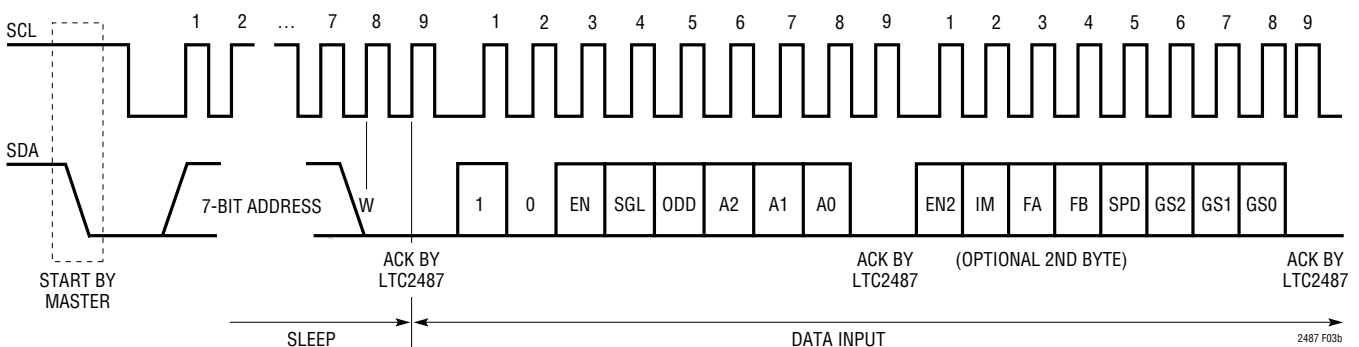 1 2 … 7 8 9 1 2 3 4 5 6 7 8 9 1 2 3 4 5 6 7 8 9
SCL
SDA
7-BIT ADDRESS W 1 0 EN SGL ODD A2 A1 A0 EN2 IM FA FB SPD GS2 GS1 GS0
START BY
MASTER
ACK BY
LTC2487
ACK BY
LTC2487
(OPTIONAL 2ND BYTE)
ACK BY
LTC2487
SLEEP DATA INPUT
2487 F03b